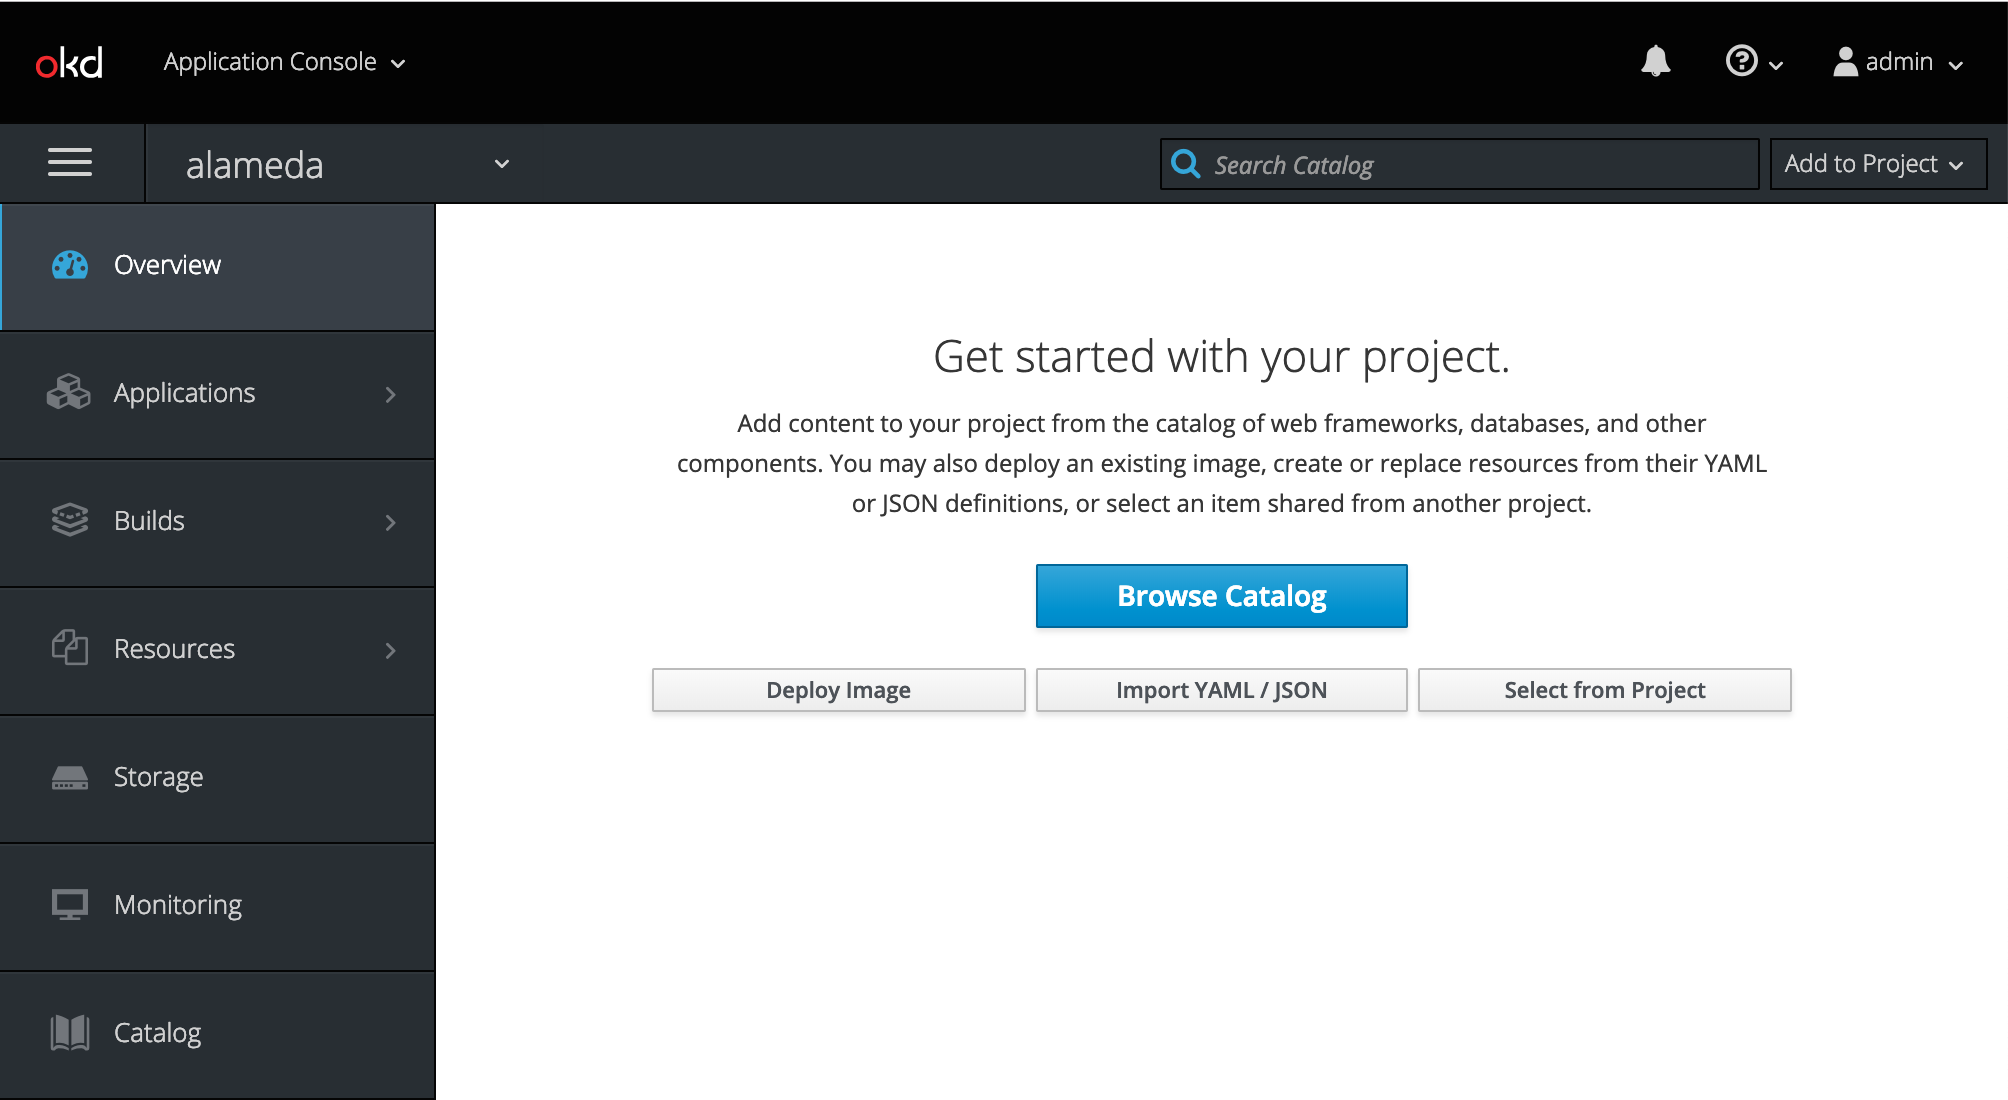 okd Application Console admin
alameda Search Catalog Add to Project
Overview
Applications
Builds
Resources
Storage
Monitoring
Catalog
Get started with your project.
Add content to your project from the catalog of web frameworks, databases, and other
components. You may also deploy an existing image, create or replace resources from their YAML
or JSON definitions, or select an item shared from another project.
Browse Catalog
Deploy Image Import YAML / JSON Select from Project